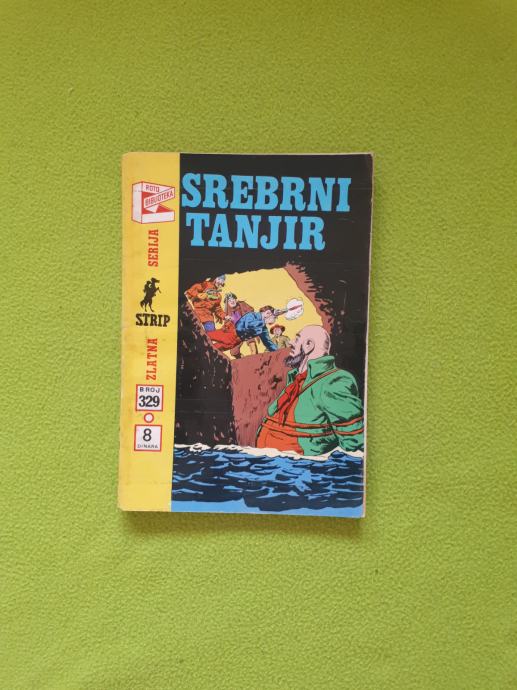 ROTO
BIBLIOTEKA
SREBRNI
TANJIR
ZLATNA SERIJA
STRIP
BROJ
329
8
DINARA